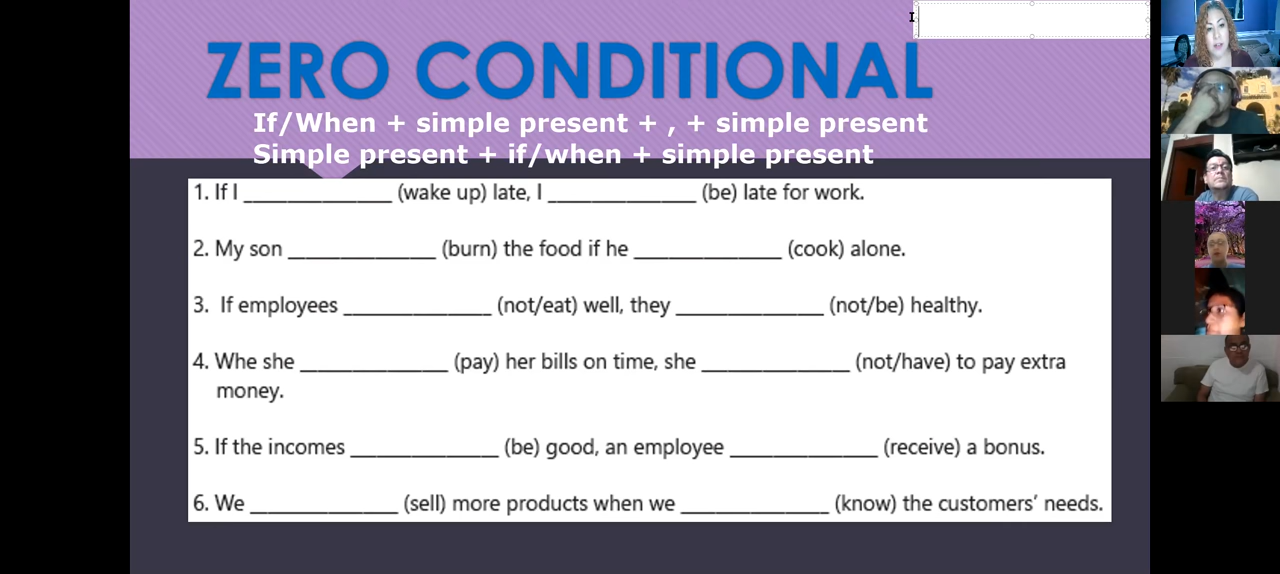 ZERO CONDITIONAL
If/When + simple present + , + simple present
Simple present + if/when + simple present
1. If I ______________ (wake up) late, I ______________ (be) late for work.
2. My son ______________ (burn) the food if he ______________ (cook) alone.
3. If employees ______________ (not/eat) well, they ______________ (not/be) healthy.
4. Whe she ______________ (pay) her bills on time, she ______________ (not/have) to pay extra
money.
5. If the incomes ______________ (be) good, an employee ______________ (receive) a bonus.
6. We ______________ (sell) more products when we ______________ (know) the customers' needs.